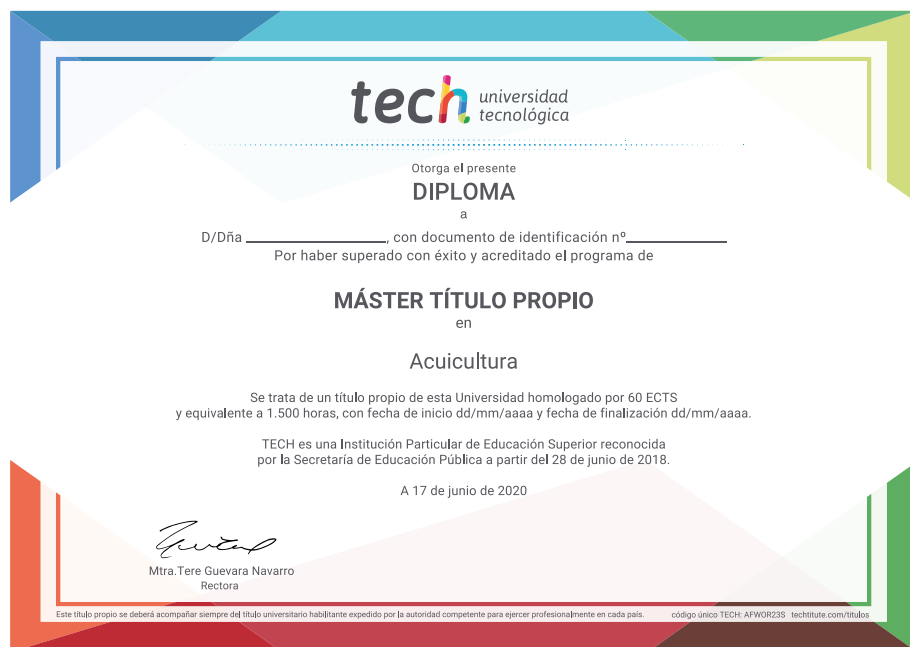 tech universidad
tecnológica
Otorga el presente
DIPLOMA
a
D/Dña ____________, con documento de identificación nº____________
Por haber superado con éxito y acreditado el programa de
MÁSTER TÍTULO PROPIO
en
Acuicultura
Se trata de un título propio de esta Universidad homologado por 60 ECTS
y equivalente a 1.500 horas, con fecha de inicio dd/mm/aaaa y fecha de finalización dd/mm/aaaa.
TECH es una Institución Particular de Educación Superior reconocida
por la Secretaría de Educación Pública a partir del 28 de junio de 2018.
A 17 de junio de 2020
Mtra.Tere Guevara Navarro
Rectora
Este título propio se deberá acompañar siempre del título universitario habilitante expedido por la autoridad competente para ejercer profesionalmente en cada país. código único TECH: AFWOR23S techtitute.com/titulos